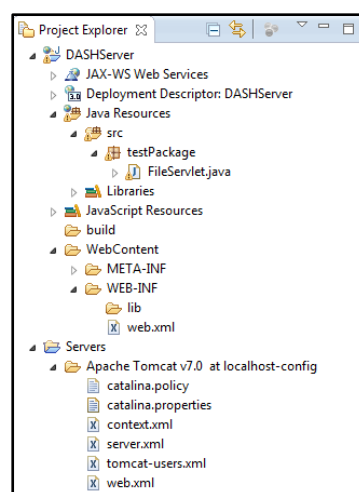 Project Explorer
DASHServer
JAX-WS Web Services
3.0 Deployment Descriptor: DASHServer
Java Resources
src
testPackage
FileServlet.java
Libraries
JavaScript Resources
build
WebContent
META-INF
WEB-INF
lib
web.xml
Servers
Apache Tomcat v7.0 at localhost-config
catalina.policy
catalina.properties
context.xml
server.xml
tomcat-users.xml
web.xml